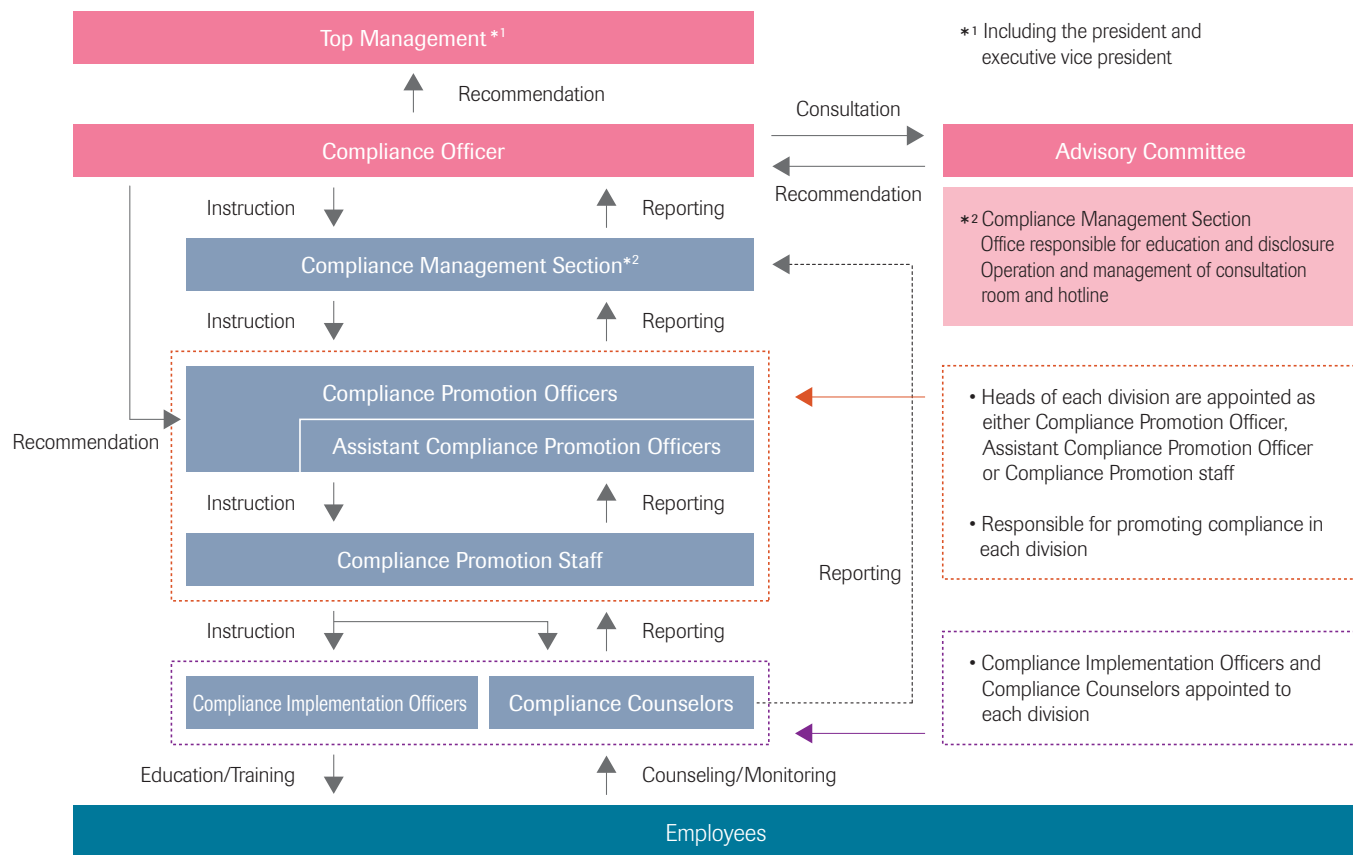 Top Management *1
*1 Including the president and
executive vice president
Recommendation
Consultation
Compliance Officer
Advisory Committee
Recommendation
Instruction
Reporting
*2 Compliance Management Section
Office responsible for education and disclosure
Operation and management of consultation
room and hotline
Compliance Management Section*2
Instruction
Reporting
Compliance Promotion Officers
Assistant Compliance Promotion Officers
Recommendation
• Heads of each division are appointed as
either Compliance Promotion Officer,
Assistant Compliance Promotion Officer
or Compliance Promotion staff
• Responsible for promoting compliance in
each division
Instruction
Reporting
Compliance Promotion Staff
Reporting
Instruction
Reporting
Compliance Implementation Officers
Compliance Counselors
• Compliance Implementation Officers and
Compliance Counselors appointed to
each division
Education/Training
Counseling/Monitoring
Employees